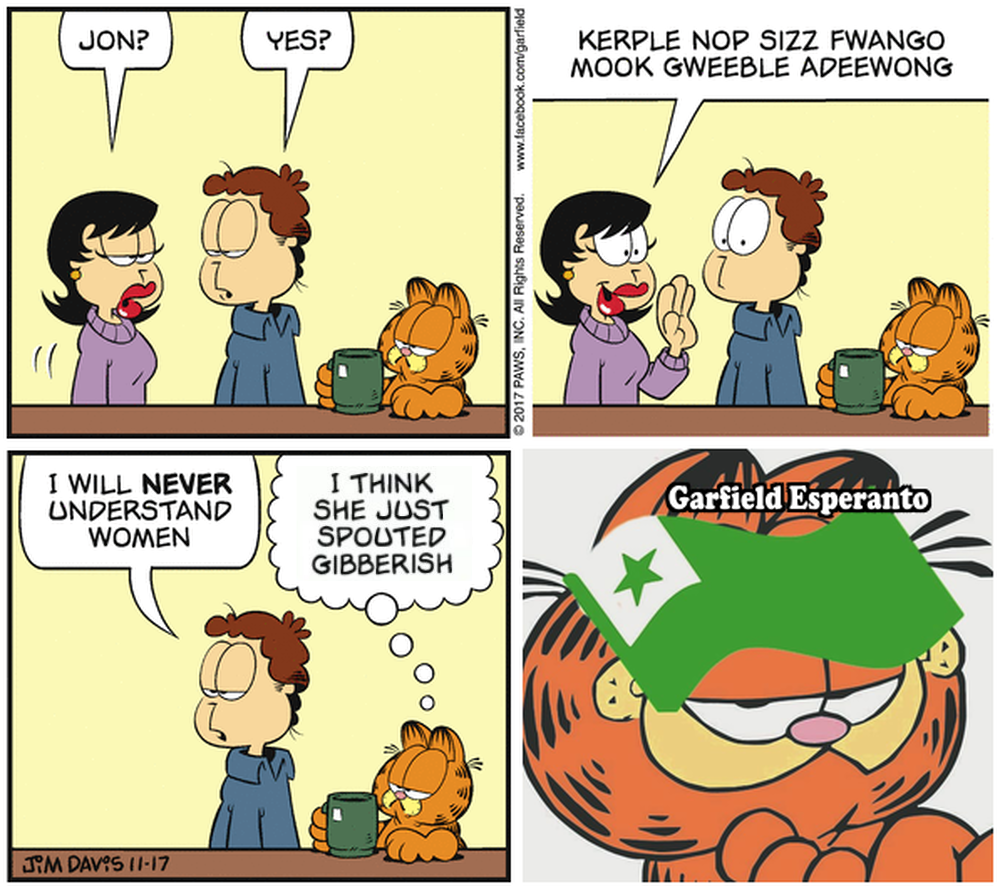 JON?
YES?
www.facebook.com/garfield
© 2017 PAWS, INC. All Rights Reserved.
KERPLE NOP SIZZ FWANGO
MOOK GWEEBLE ADEEWONG
I WILL NEVER
UNDERSTAND
WOMEN
I THINK
SHE JUST
SPOUTED
GIBBERISH
JIM DAVIS 11-17
Garfield Esperanto